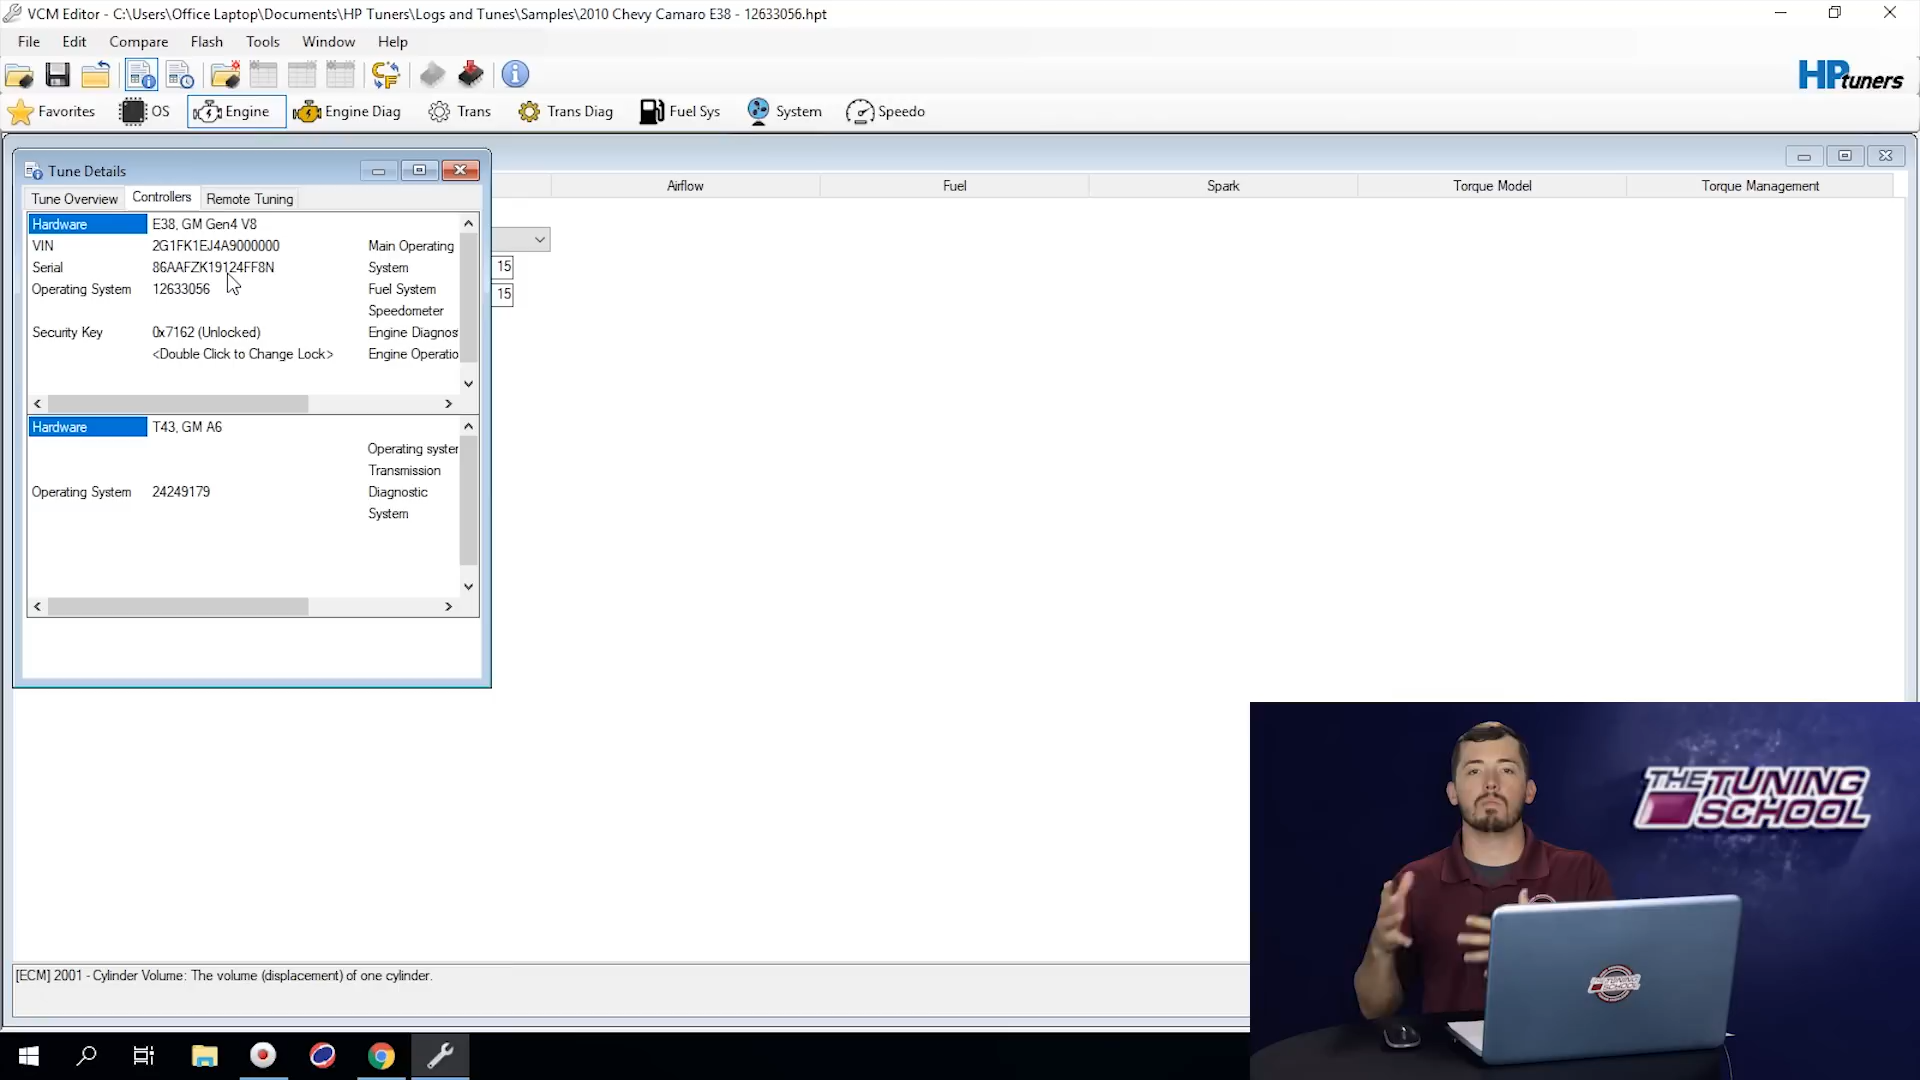 VCM Editor - C:\Users\Office Laptop\Documents\HP Tuners\Logs and Tunes\Samples\2010 Chevy Camaro E38 - 12633056.hpt
File Edit Compare Flash Tools Window Help
HP tuners
Favorites OS Engine Engine Diag Trans Trans Diag Fuel Sys System Speedo
Tune Details
Airflow Fuel Spark Torque Model Torque Management
Tune Overview Controllers Remote Tuning
Hardware E38, GM Gen4 V8
VIN 2G1FK1EJ4A9000000 Main Operating
Serial 86AAFZK19124FF8N System 15
Operating System 12633056 Fuel System 15
Speedometer
Security Key 0x7162 (Unlocked) Engine Diagnos
<Double Click to Change Lock> Engine Operatio
Hardware T43, GM A6
Operating syster
Transmission
Operating System 24249179 Diagnostic
System
THE TUNING
SCHOOL
[ECM] 2001 - Cylinder Volume: The volume (displacement) of one cylinder.
THE TUNING
SCHOOL